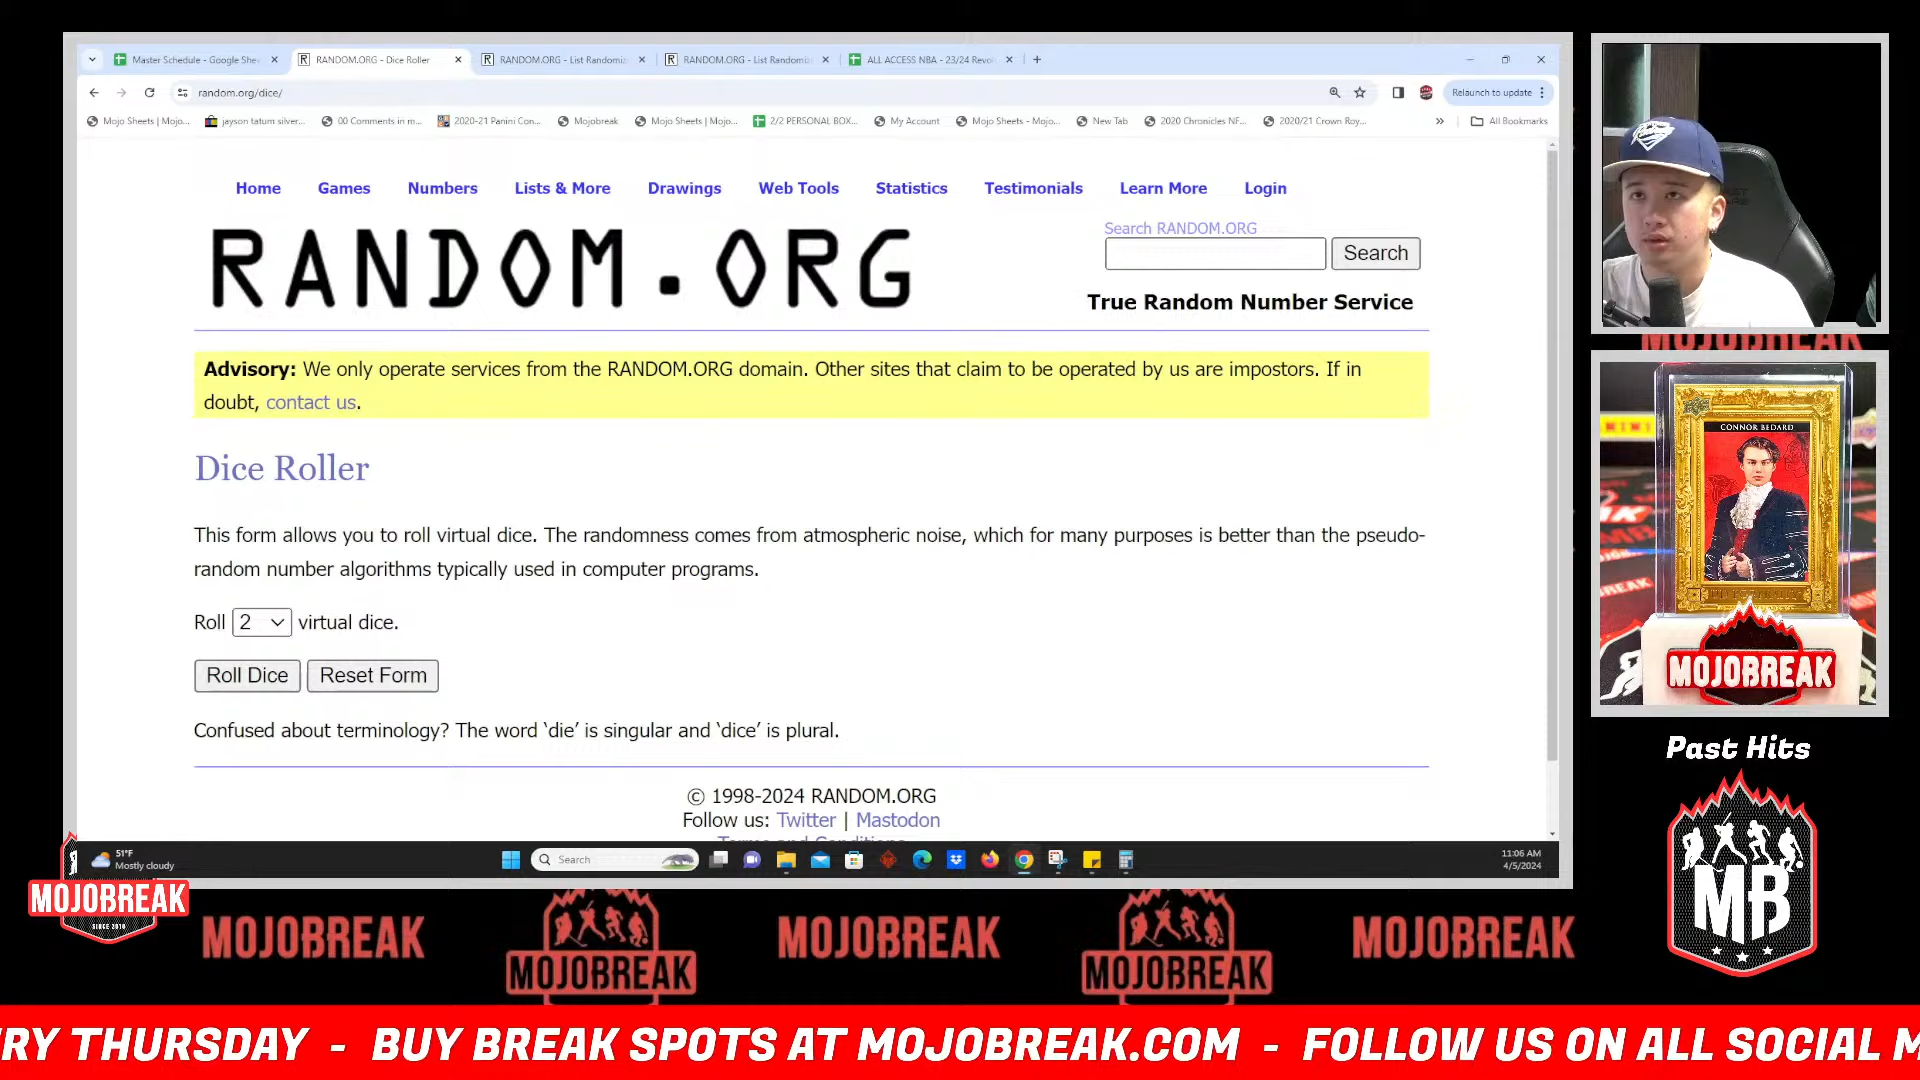 Master Schedule - Google She
RANDOM.ORG - Dice Roller
RANDOM.ORG - List Randomiz
RANDOM.ORG - List Randomiz
ALL ACCESS NBA - 23/24 Revol
random.org/dice/
Relaunch to update
Mojo Sheets | Mojo...
jayson tatum silver...
00 Comments in m...
2020-21 Panini Con...
Mojobreak
Mojo Sheets | Mojo...
2/2 PERSONAL BOX...
My Account
Mojo Sheets - Mojo...
New Tab
2020 Chronicles NF...
2020/21 Crown Roy...
»
All Bookmarks
Home Games Numbers Lists & More Drawings Web Tools Statistics Testimonials Learn More Login
RANDOM.ORG
Search RANDOM.ORG
Search
True Random Number Service
Advisory: We only operate services from the RANDOM.ORG domain. Other sites that claim to be operated by us are impostors. If in
doubt, contact us.
Dice Roller
This form allows you to roll virtual dice. The randomness comes from atmospheric noise, which for many purposes is better than the pseudo-
random number algorithms typically used in computer programs.
Roll 2 virtual dice.
Roll Dice
Reset Form
Confused about terminology? The word ‘die’ is singular and ‘dice’ is plural.
© 1998-2024 RANDOM.ORG
Follow us: Twitter | Mastodon
Terms and Conditions
51°F
Mostly cloudy
Search
11:06 AM
4/5/2024
CONNOR BEDARD
MOJOBREAK
Past Hits
MB
MOJOBREAK
SINCE 2010
MOJOBREAK
MOJOBREAK
MOJOBREAK
MOJOBREAK
MOJOBREAK
RY THURSDAY - BUY BREAK SPOTS AT MOJOBREAK.COM - FOLLOW US ON ALL SOCIAL M